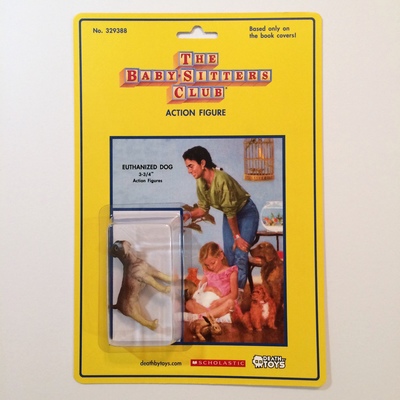 No. 329388
Based only on
the book covers!
THE
BABY-SITTERS
CLUB
ACTION FIGURE
EUTHANIZED DOG
3-3/4"
Action Figures
deathbytoys.com
SCHOLASTIC
DEATH BY
TOYS